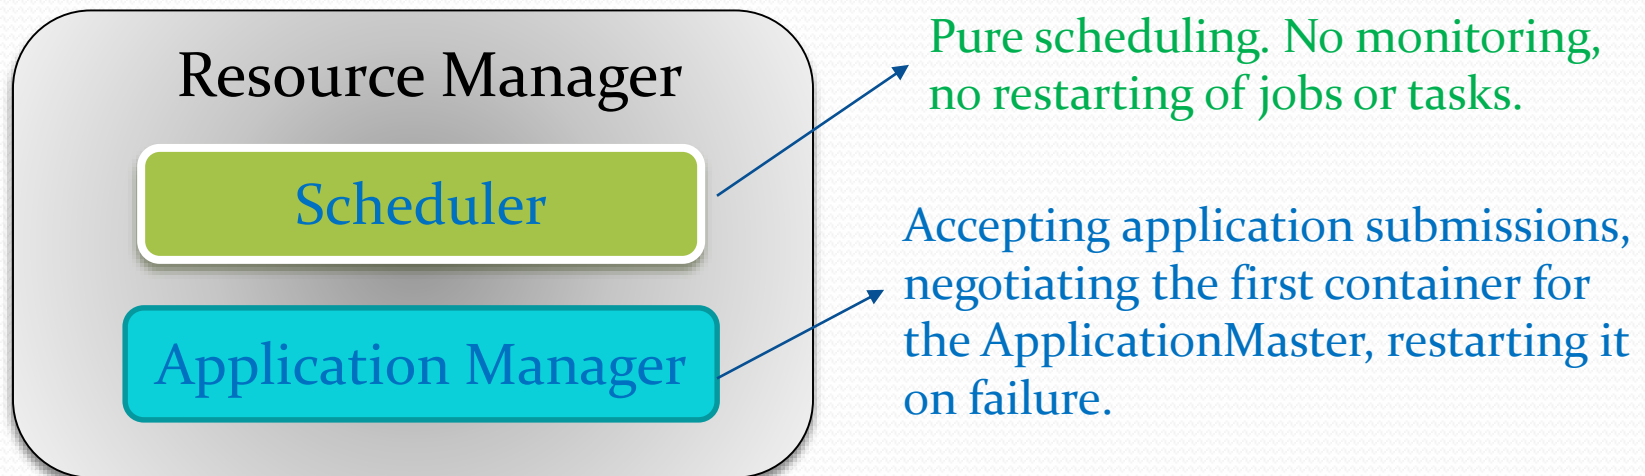 Resource Manager
Scheduler
Application Manager
Pure scheduling. No monitoring,
no restarting of jobs or tasks.
Accepting application submissions,
negotiating the first container for
the ApplicationMaster, restarting it
on failure.